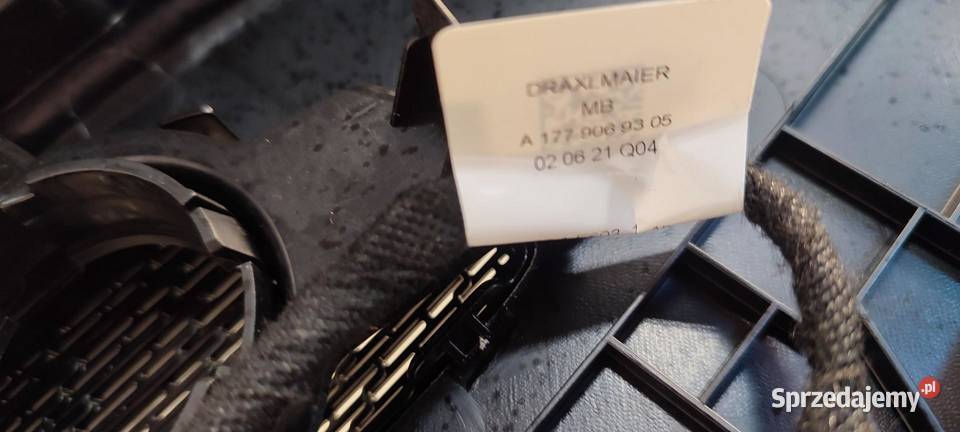 DRAXLMAIER
MB
A 177 906 93 05
02 06 21 Q04
Sprzedajemy.pl